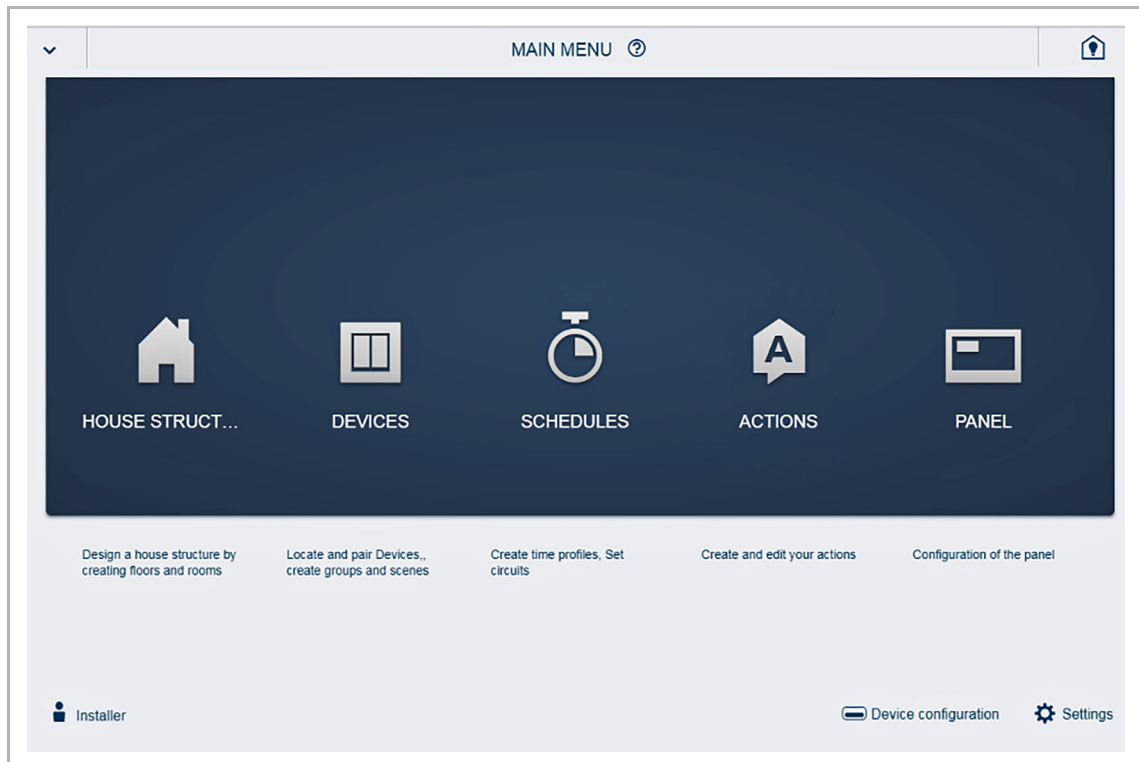 MAIN MENU ?
HOUSE STRUCT...
DEVICES
SCHEDULES
A
ACTIONS
PANEL
Design a house structure by
creating floors and rooms
Locate and pair Devices,,
create groups and scenes
Create time profiles, Set
circuits
Create and edit your actions
Configuration of the panel
Installer
Device configuration
Settings